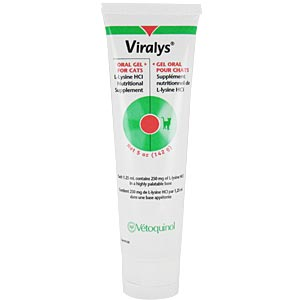 Viralys®
ORAL GEL
FOR CATS
L-lysine HCl
Nutritional
Supplement
GEL ORAL
POUR CHATS
Supplément
nutritionnel de
L-lysine HCl
Net 5 oz (142 g)
Each 1.25 ml, contains 250 mg of L-lysine HCl
in a highly palatable base
Contient 250 mg de L-lysine HCl par 1,25 ml
dans une base appétente
Vétoquinol